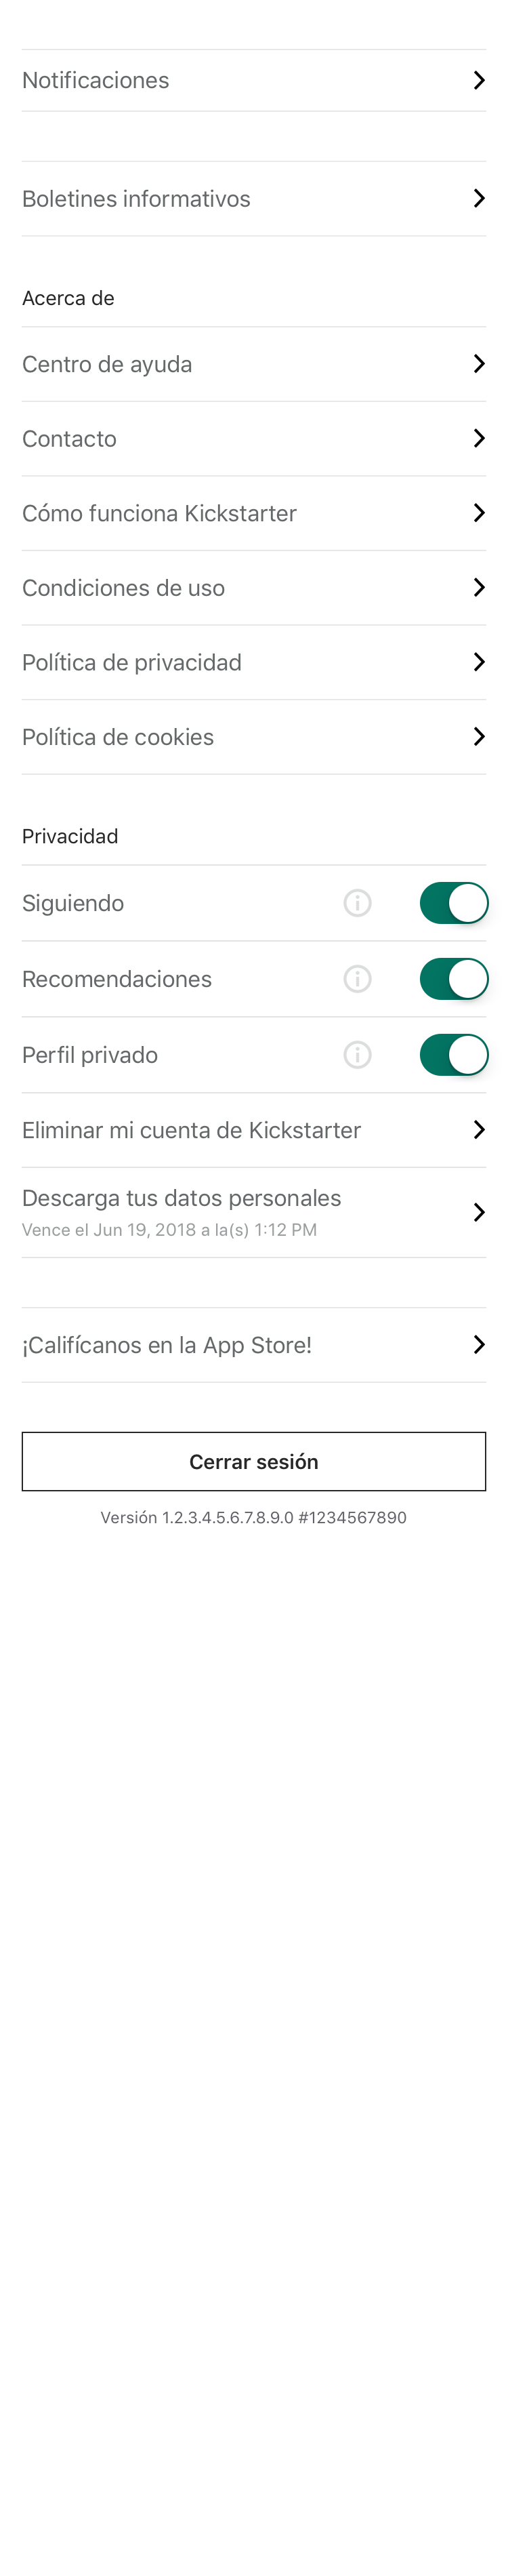 Notificaciones
Boletines informativos
Acerca de
Centro de ayuda
Contacto
Cómo funciona Kickstarter
Condiciones de uso
Política de privacidad
Política de cookies
Privacidad
Siguiendo
Recomendaciones
Perfil privado
Eliminar mi cuenta de Kickstarter
Descarga tus datos personales
Vence el Jun 19, 2018 a la(s) 1:12 PM
¡Califícanos en la App Store!
Cerrar sesión
Versión 1.2.3.4.5.6.7.8.9.0 #1234567890